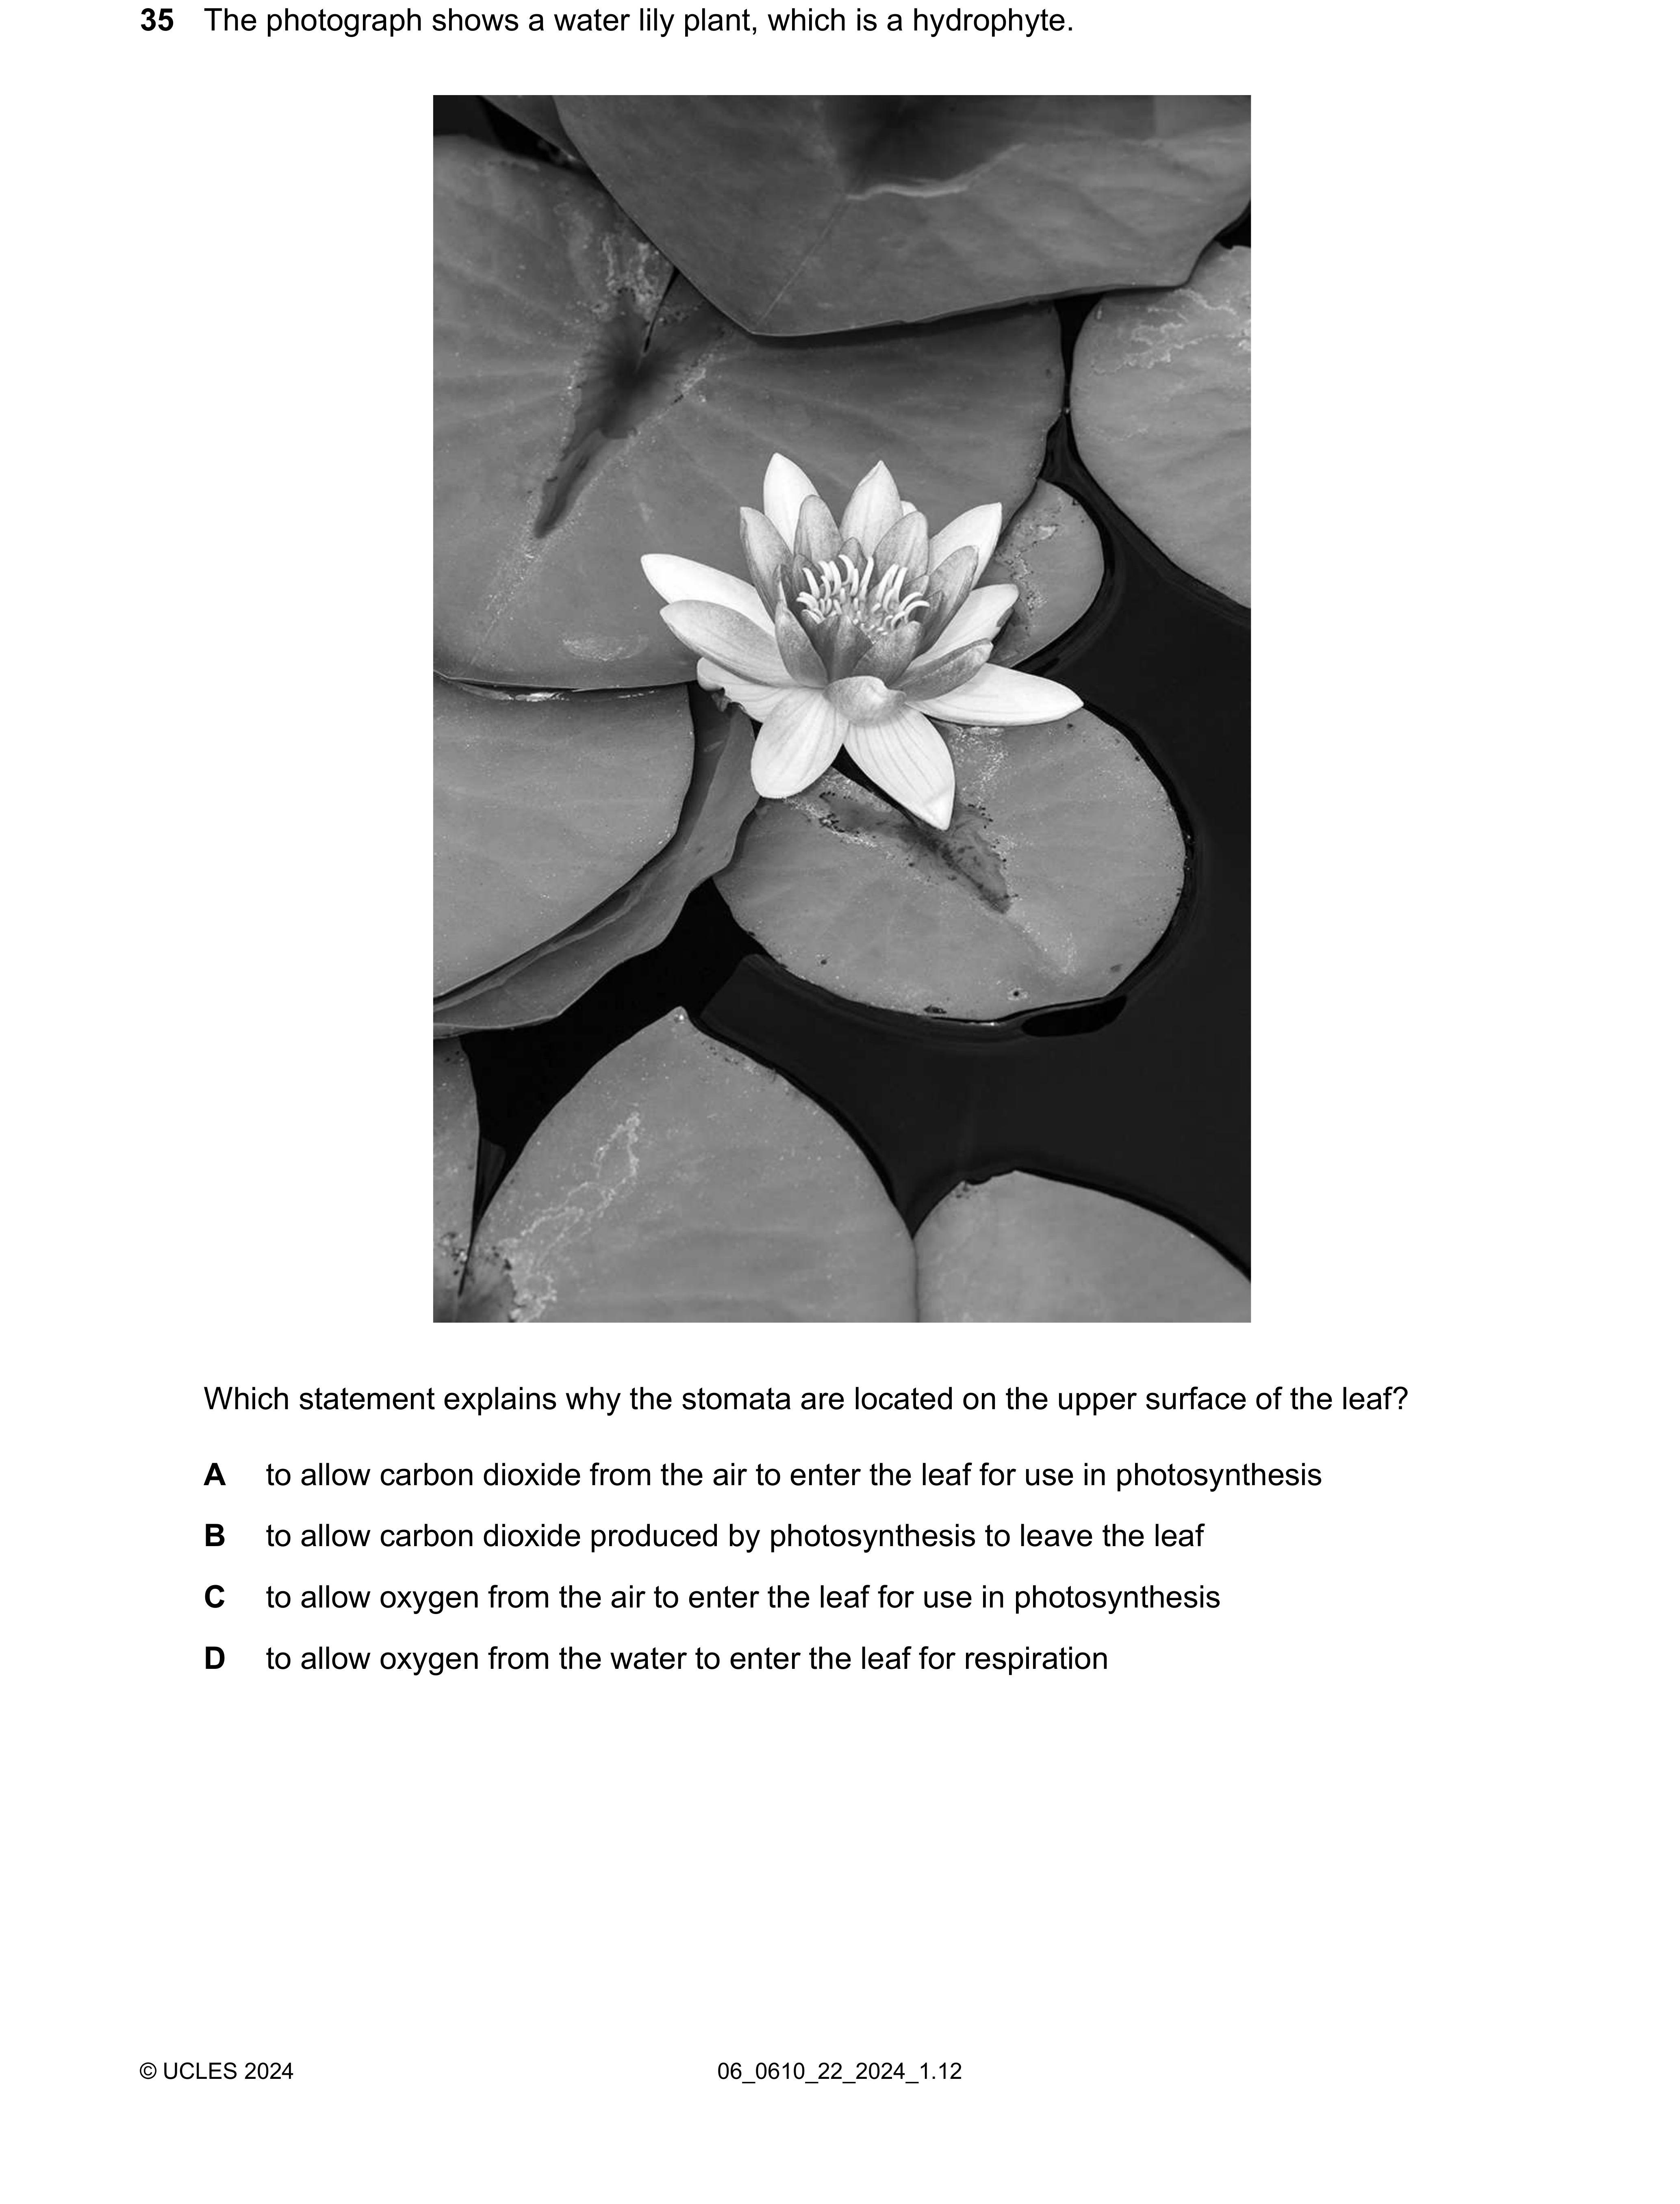 35 The photograph shows a water lily plant, which is a hydrophyte.
Which statement explains why the stomata are located on the upper surface of the leaf?
A to allow carbon dioxide from the air to enter the leaf for use in photosynthesis
B to allow carbon dioxide produced by photosynthesis to leave the leaf
C to allow oxygen from the air to enter the leaf for use in photosynthesis
D to allow oxygen from the water to enter the leaf for respiration
© UCLES 2024 06_0610_22_2024_1.12